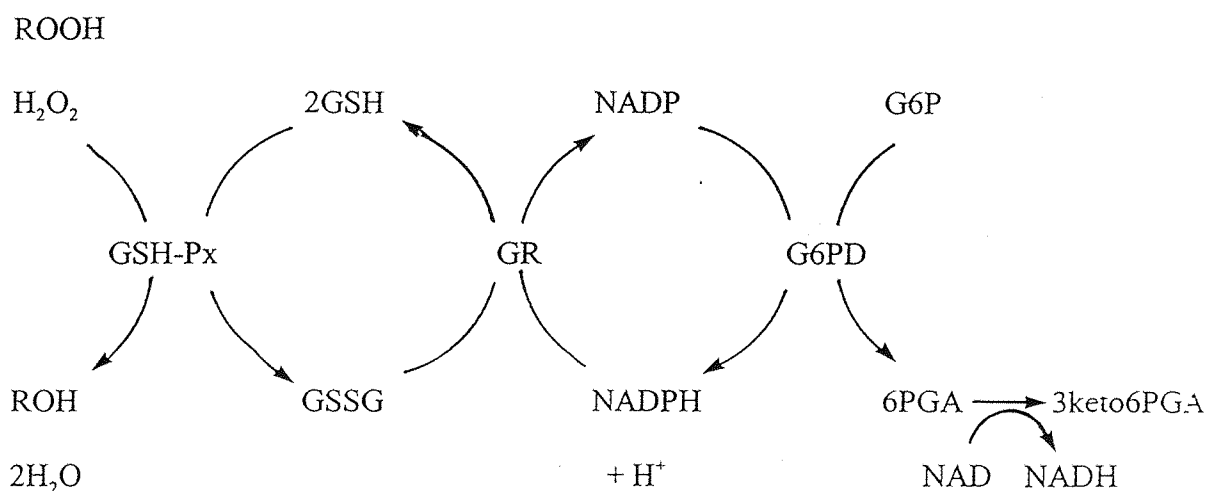 ROOH
H₂O₂ 2GSH NADP G6P
GSH-Px GR G6PD
ROH GSSG NADPH 6PGA 3keto6PGA
2H₂O + H⁺ NAD NADH